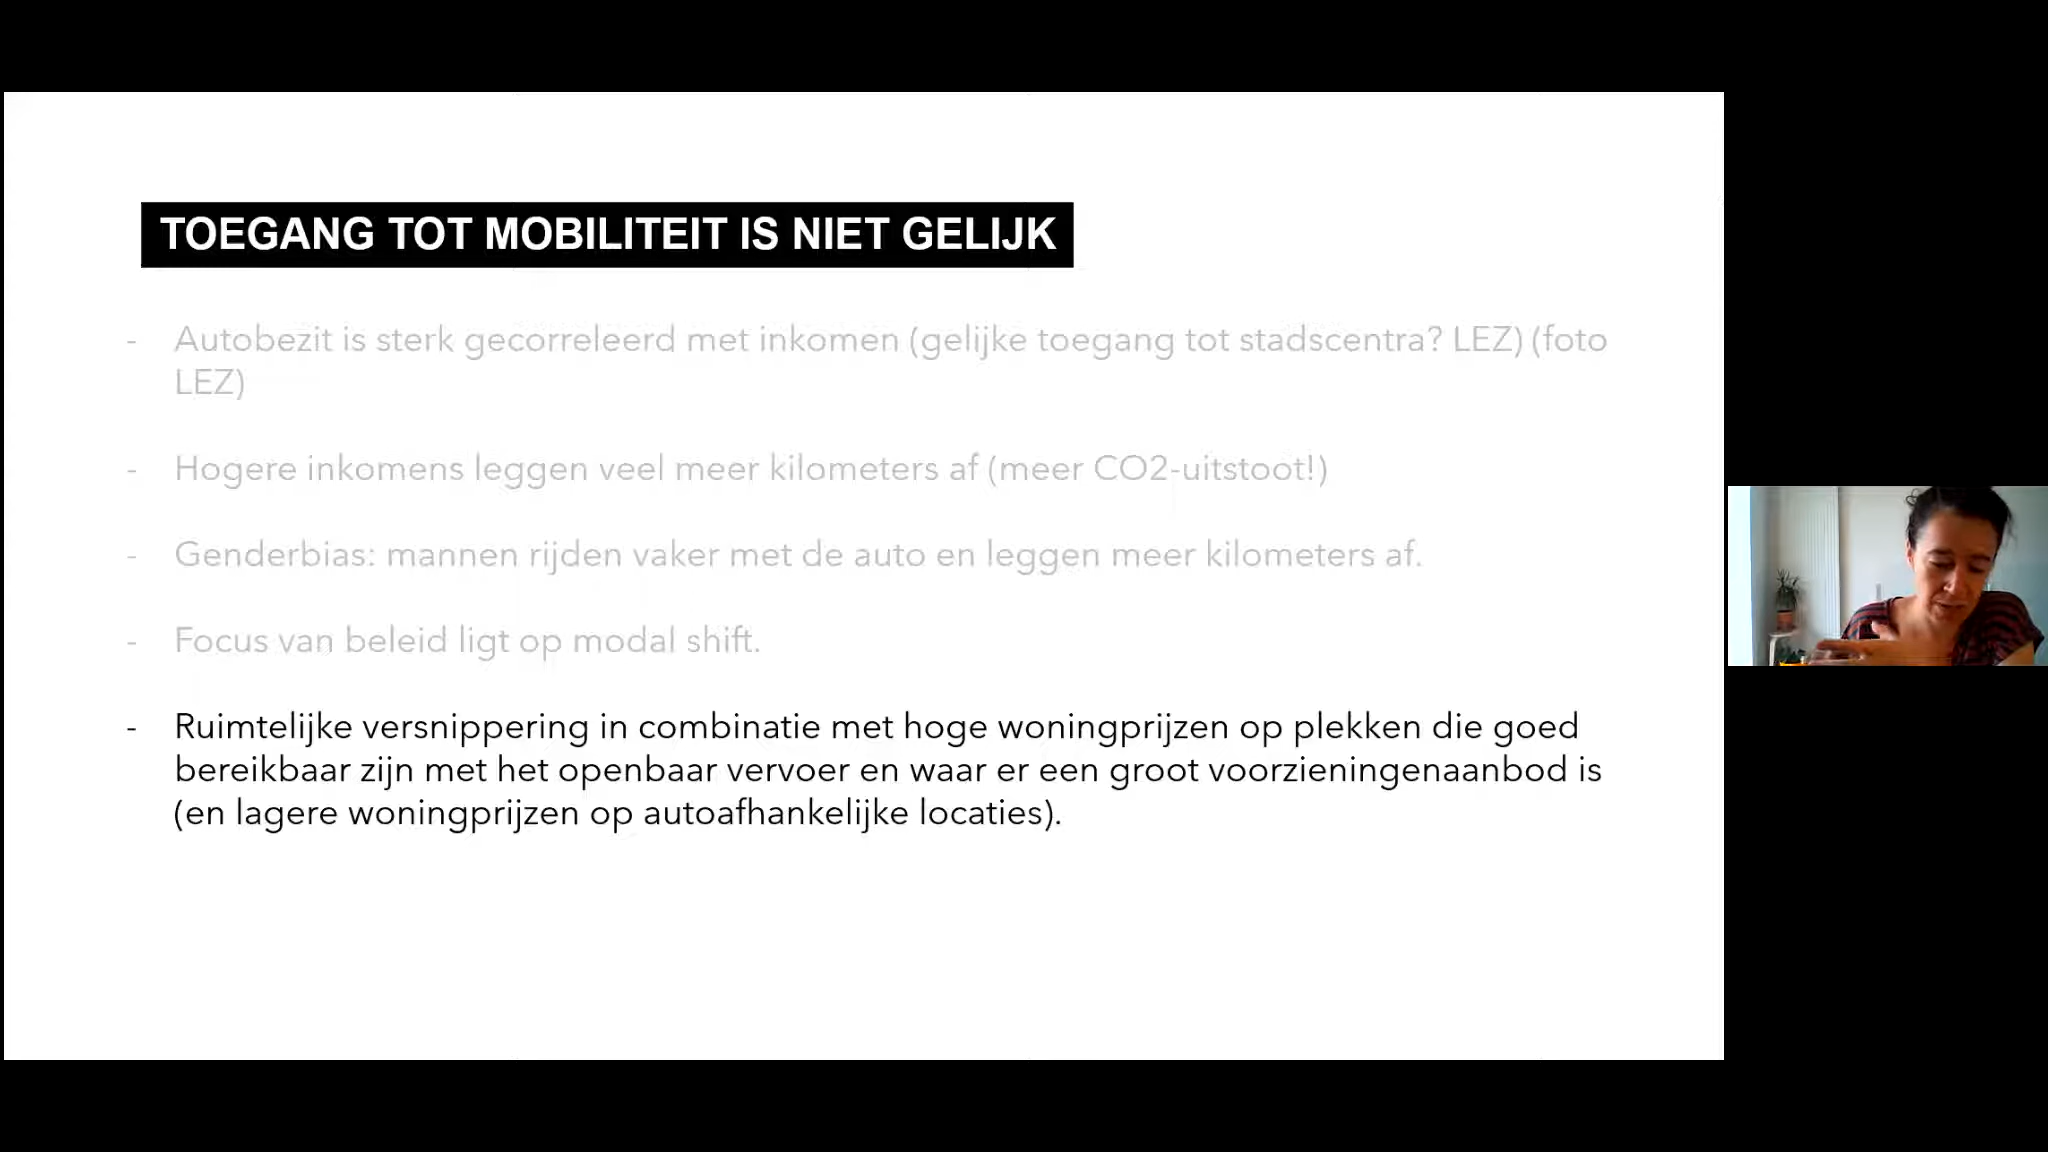 TOEGANG TOT MOBILITEIT IS NIET GELIJK
- Autobezit is sterk gecorreleerd met inkomen (gelijke toegang tot stadscentra? LEZ) (foto
LEZ)
- Hogere inkomens leggen veel meer kilometers af (meer CO2-uitstoot!)
- Genderbias: mannen rijden vaker met de auto en leggen meer kilometers af.
- Focus van beleid ligt op modal shift.
- Ruimtelijke versnippering in combinatie met hoge woningprijzen op plekken die goed
bereikbaar zijn met het openbaar vervoer en waar er een groot voorzieningenaanbod is
(en lagere woningprijzen op autoafhankelijke locaties).